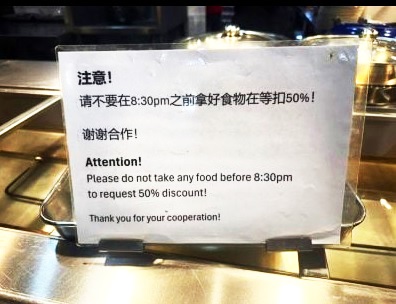 注意！
请不要在8:30pm之前拿好食物在等扣50%！
谢谢合作！
Attention!
Please do not take any food before 8:30pm
to request 50% discount!
Thank you for your cooperation!